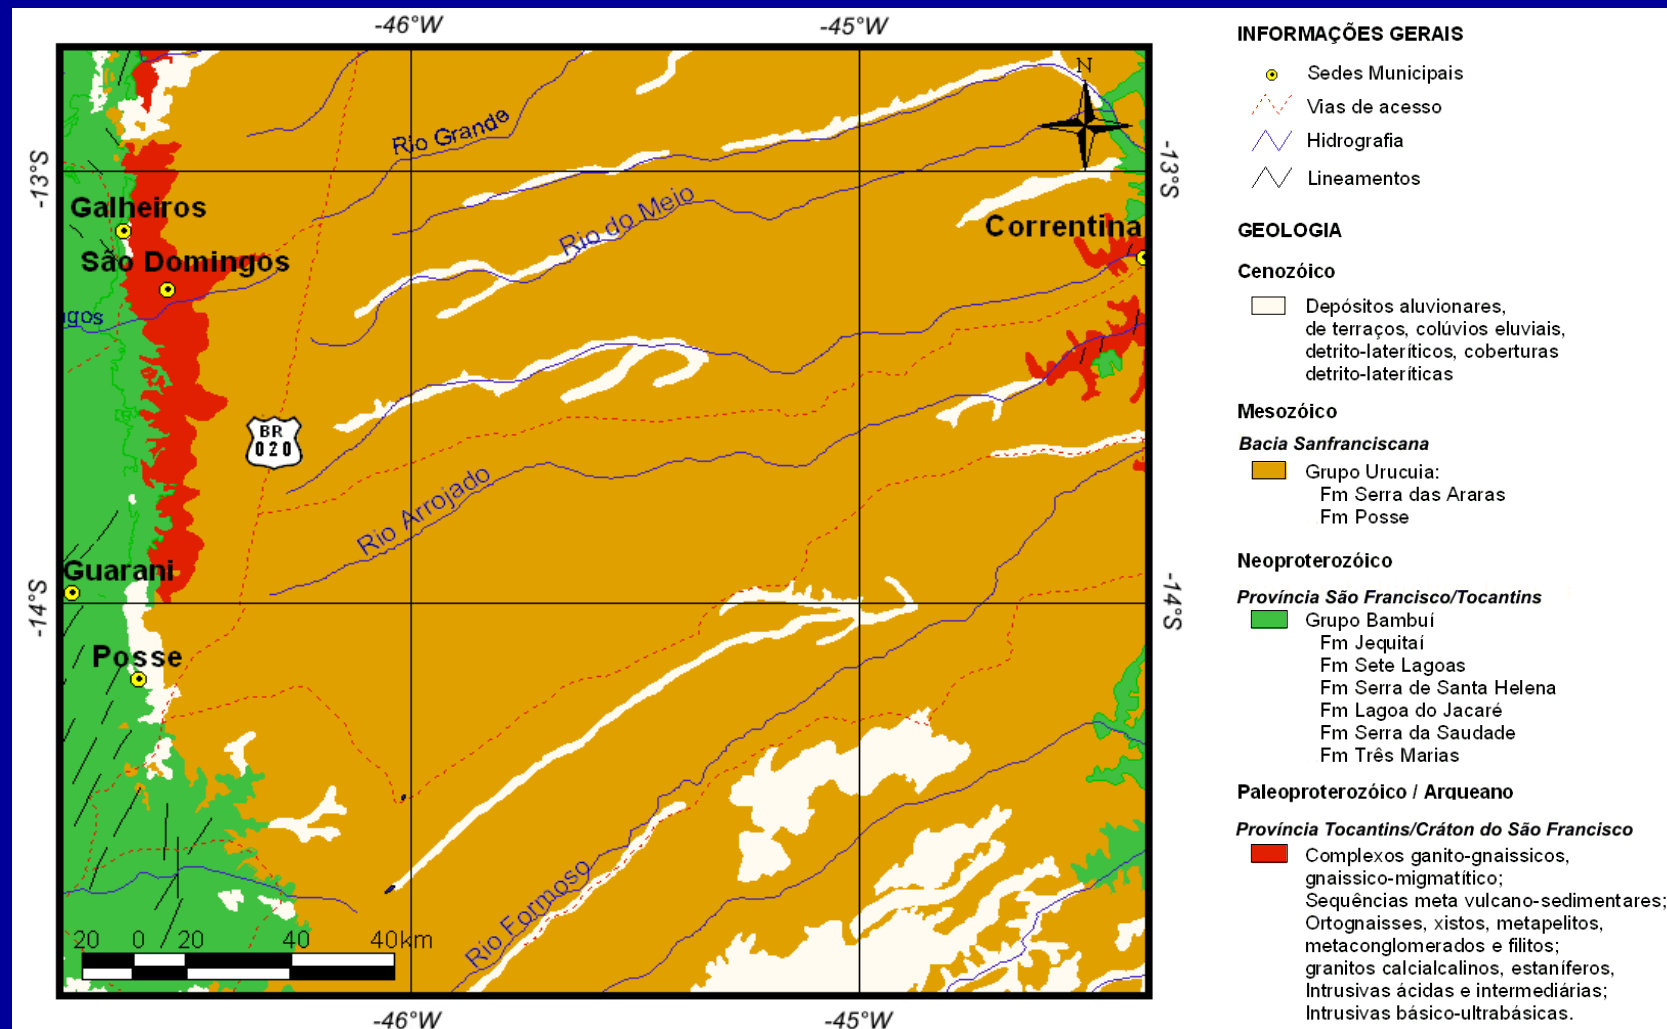 -46°W
-45°W
N
Rio Grande
-13°S
-13°S
Galheiros
Rio do Meio
Correntina
São Domingos
gos
BR
020
Rio Arrojado
Guarani
-14°S
-14°S
Posse
Rio Formoso
20 0 20 40 40km
-46°W
-45°W
INFORMAÇÕES GERAIS
Sedes Municipais
Vias de acesso
Hidrografia
Lineamentos
GEOLOGIA
Cenozóico
Depósitos aluvionares,
de terraços, colúvios eluviais,
detrito-lateríticos, coberturas
detrito-lateríticas
Mesozóico
Bacia Sanfranciscana
Grupo Urucuia:
Fm Serra das Araras
Fm Posse
Neoproterozóico
Província São Francisco/Tocantins
Grupo Bambuí
Fm Jequitaí
Fm Sete Lagoas
Fm Serra de Santa Helena
Fm Lagoa do Jacaré
Fm Serra da Saudade
Fm Três Marias
Paleoproterozóico / Arqueano
Província Tocantins/Cráton do São Francisco
Complexos ganito-gnaissicos,
gnaissico-migmatítico;
Sequências meta vulcano-sedimentares;
Ortognaisses, xistos, metapelitos,
metaconglomerados e filitos;
granitos calcialcalinos, estaníferos,
Intrusivas ácidas e intermediárias;
Intrusivas básico-ultrabásicas.